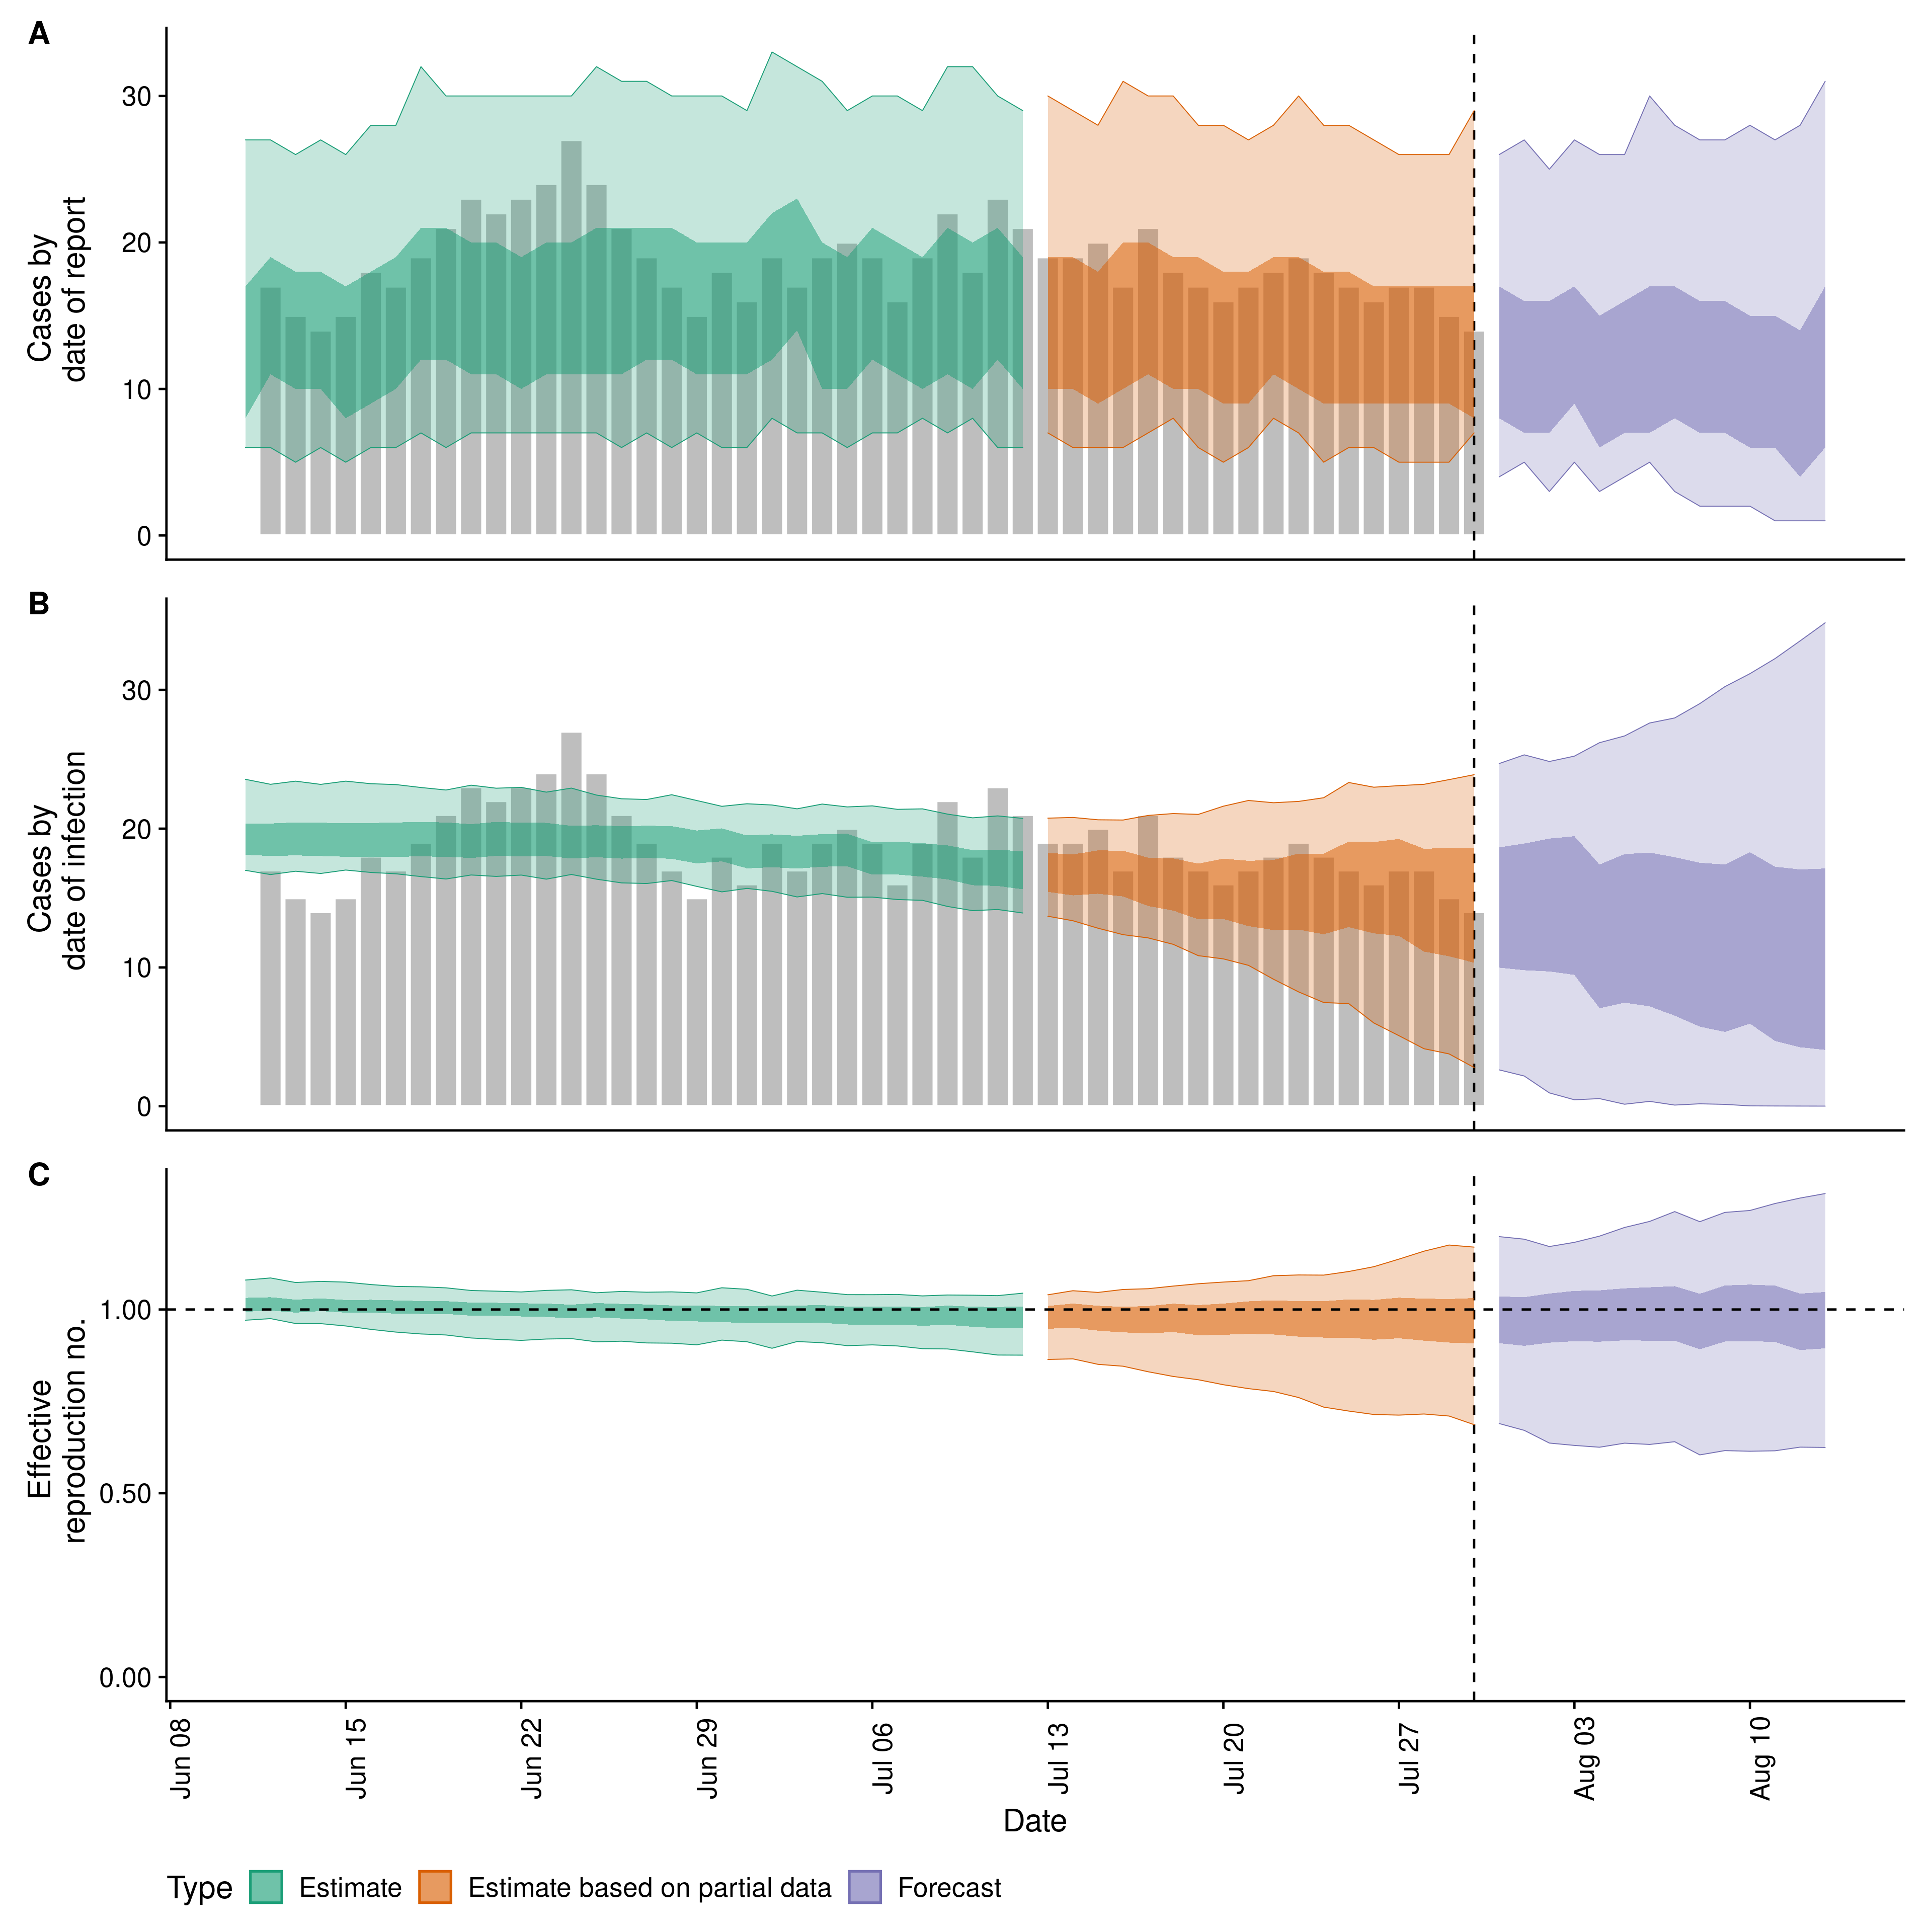 A
Cases by
date of report
30
20
10
0
B
Cases by
date of infection
30
20
10
0
C
Effective
reproduction no.
1.00
0.50
0.00
Jun 08
Jun 15
Jun 22
Jun 29
Jul 06
Jul 13
Jul 20
Jul 27
Aug 03
Aug 10
Date
Type Estimate Estimate based on partial data Forecast